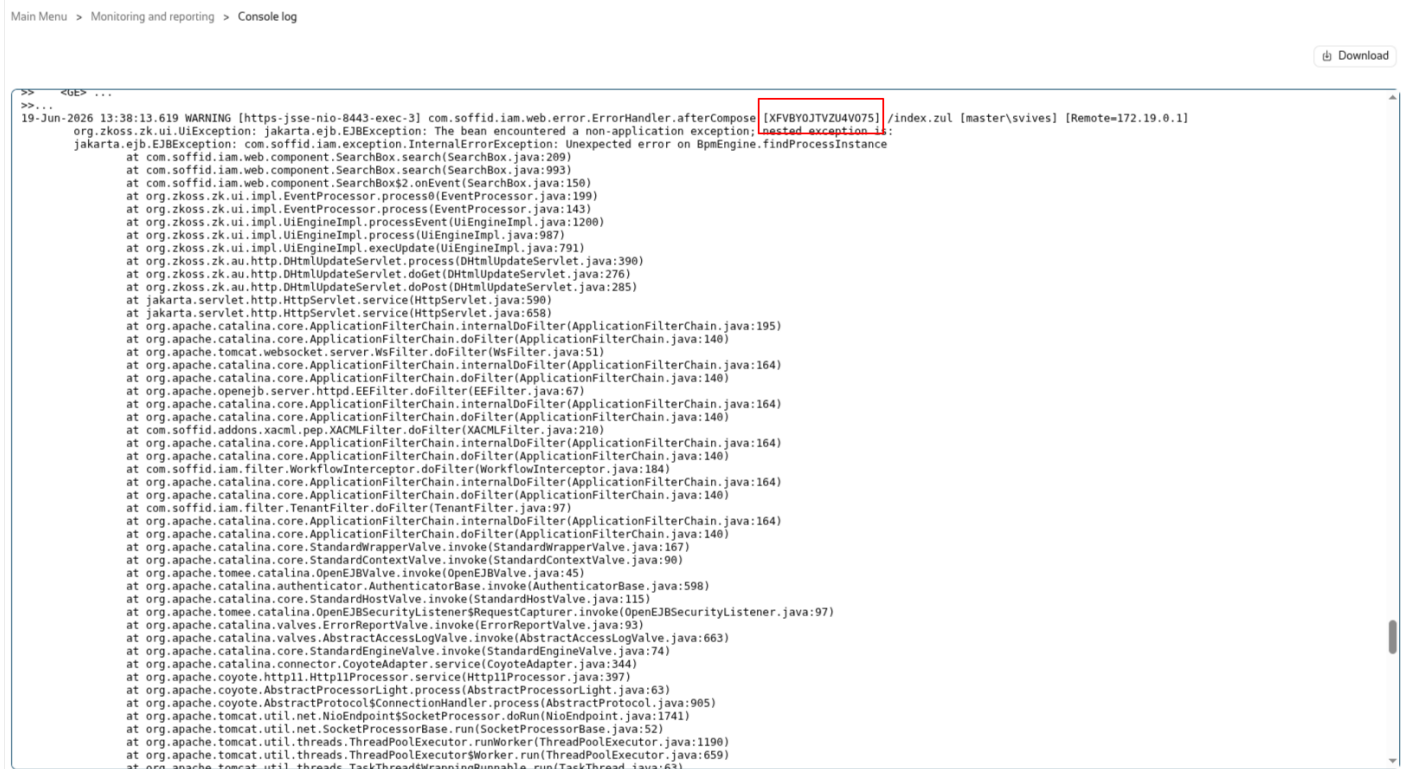 Main Menu > Monitoring and reporting > Console log
Download
>> <GE> ...
>>...
19-Jun-2026 13:38:13.619 WARNING [https-jsse-nio-8443-exec-3] com.soffid.iam.web.error.ErrorHandler.afterCompose [XFVBYOJTVZU4VO75] /index.zul [master\svives] [Remote=172.19.0.1]
org.zkoss.zk.ui.UiException: jakarta.ejb.EJBException: The bean encountered a non-application exception; nested exception is:
jakarta.ejb.EJBException: com.soffid.iam.exception.InternalErrorException: Unexpected error on BpmEngine.findProcessInstance
at com.soffid.iam.web.component.SearchBox.search(SearchBox.java:209)
at com.soffid.iam.web.component.SearchBox.search(SearchBox.java:993)
at com.soffid.iam.web.component.SearchBox$2.onEvent(SearchBox.java:150)
at org.zkoss.zk.ui.impl.EventProcessor.process0(EventProcessor.java:199)
at org.zkoss.zk.ui.impl.EventProcessor.process(EventProcessor.java:143)
at org.zkoss.zk.ui.impl.UiEngineImpl.processEvent(UiEngineImpl.java:1200)
at org.zkoss.zk.ui.impl.UiEngineImpl.process(UiEngineImpl.java:987)
at org.zkoss.zk.ui.impl.UiEngineImpl.execUpdate(UiEngineImpl.java:791)
at org.zkoss.zk.au.http.DHtmlUpdateServlet.process(DHtmlUpdateServlet.java:390)
at org.zkoss.zk.au.http.DHtmlUpdateServlet.doGet(DHtmlUpdateServlet.java:276)
at org.zkoss.zk.au.http.DHtmlUpdateServlet.doPost(DHtmlUpdateServlet.java:285)
at jakarta.servlet.http.HttpServlet.service(HttpServlet.java:590)
at jakarta.servlet.http.HttpServlet.service(HttpServlet.java:658)
at org.apache.catalina.core.ApplicationFilterChain.internalDoFilter(ApplicationFilterChain.java:195)
at org.apache.catalina.core.ApplicationFilterChain.doFilter(ApplicationFilterChain.java:140)
at org.apache.tomcat.websocket.server.WsFilter.doFilter(WsFilter.java:51)
at org.apache.catalina.core.ApplicationFilterChain.internalDoFilter(ApplicationFilterChain.java:164)
at org.apache.catalina.core.ApplicationFilterChain.doFilter(ApplicationFilterChain.java:140)
at org.apache.openejb.server.httpd.EEFilter.doFilter(EEFilter.java:67)
at org.apache.catalina.core.ApplicationFilterChain.internalDoFilter(ApplicationFilterChain.java:164)
at org.apache.catalina.core.ApplicationFilterChain.doFilter(ApplicationFilterChain.java:140)
at com.soffid.addons.xacml.pep.XACMLFilter.doFilter(XACMLFilter.java:210)
at org.apache.catalina.core.ApplicationFilterChain.internalDoFilter(ApplicationFilterChain.java:164)
at org.apache.catalina.core.ApplicationFilterChain.doFilter(ApplicationFilterChain.java:140)
at com.soffid.iam.filter.WorkflowInterceptor.doFilter(WorkflowInterceptor.java:184)
at org.apache.catalina.core.ApplicationFilterChain.internalDoFilter(ApplicationFilterChain.java:164)
at org.apache.catalina.core.ApplicationFilterChain.doFilter(ApplicationFilterChain.java:140)
at com.soffid.iam.filter.TenantFilter.doFilter(TenantFilter.java:97)
at org.apache.catalina.core.ApplicationFilterChain.internalDoFilter(ApplicationFilterChain.java:164)
at org.apache.catalina.core.ApplicationFilterChain.doFilter(ApplicationFilterChain.java:140)
at org.apache.catalina.core.StandardWrapperValve.invoke(StandardWrapperValve.java:167)
at org.apache.catalina.core.StandardContextValve.invoke(StandardContextValve.java:90)
at org.apache.tomee.catalina.OpenEJBValve.invoke(OpenEJBValve.java:45)
at org.apache.catalina.authenticator.AuthenticatorBase.invoke(AuthenticatorBase.java:598)
at org.apache.catalina.core.StandardHostValve.invoke(StandardHostValve.java:115)
at org.apache.tomee.catalina.OpenEJBSecurityListener$RequestCapturer.invoke(OpenEJBSecurityListener.java:97)
at org.apache.catalina.valves.ErrorReportValve.invoke(ErrorReportValve.java:93)
at org.apache.catalina.valves.AbstractAccessLogValve.invoke(AbstractAccessLogValve.java:663)
at org.apache.catalina.core.StandardEngineValve.invoke(StandardEngineValve.java:74)
at org.apache.catalina.connector.CoyoteAdapter.service(CoyoteAdapter.java:344)
at org.apache.coyote.http11.Http11Processor.service(Http11Processor.java:397)
at org.apache.coyote.AbstractProcessorLight.process(AbstractProcessorLight.java:63)
at org.apache.coyote.AbstractProtocol$ConnectionHandler.process(AbstractProtocol.java:905)
at org.apache.tomcat.util.net.NioEndpoint$SocketProcessor.doRun(NioEndpoint.java:1741)
at org.apache.tomcat.util.net.SocketProcessorBase.run(SocketProcessorBase.java:52)
at org.apache.tomcat.util.threads.ThreadPoolExecutor.runWorker(ThreadPoolExecutor.java:1190)
at org.apache.tomcat.util.threads.ThreadPoolExecutor$Worker.run(ThreadPoolExecutor.java:659)
at org.apache.tomcat.util.threads.TaskThread$WrappingRunnable.run(TaskThread.java:63)